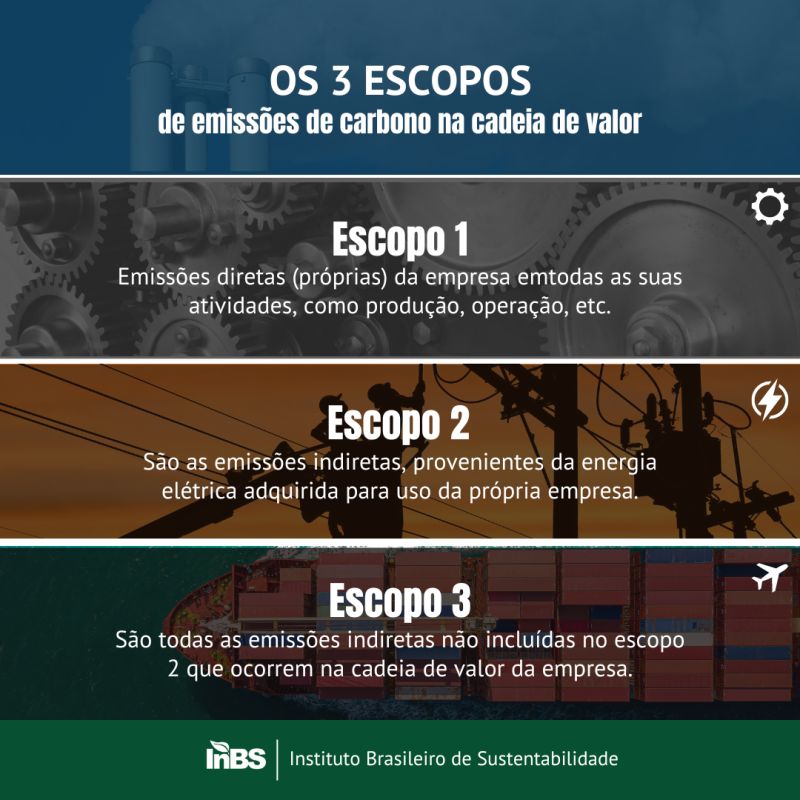 OS 3 ESCOPOS
de emissões de carbono na cadeia de valor
Escopo 1
Emissões diretas (próprias) da empresa emtodas as suas
atividades, como produção, operação, etc.
Escopo 2
São as emissões indiretas, provenientes da energia
elétrica adquirida para uso da própria empresa.
Escopo 3
São todas as emissões indiretas não incluídas no escopo
2 que ocorrem na cadeia de valor da empresa.
InBS | Instituto Brasileiro de Sustentabilidade